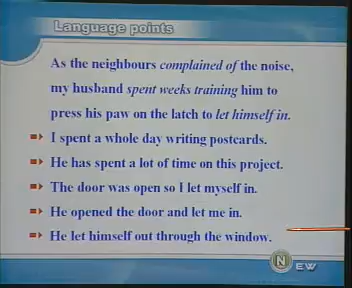 Language points
As the neighbours complained of the noise,
my husband spent weeks training him to
press his paw on the latch to let himself in.
I spent a whole day writing postcards.
He has spent a lot of time on this project.
The door was open so I let myself in.
He opened the door and let me in.
He let himself out through the window.
NEW